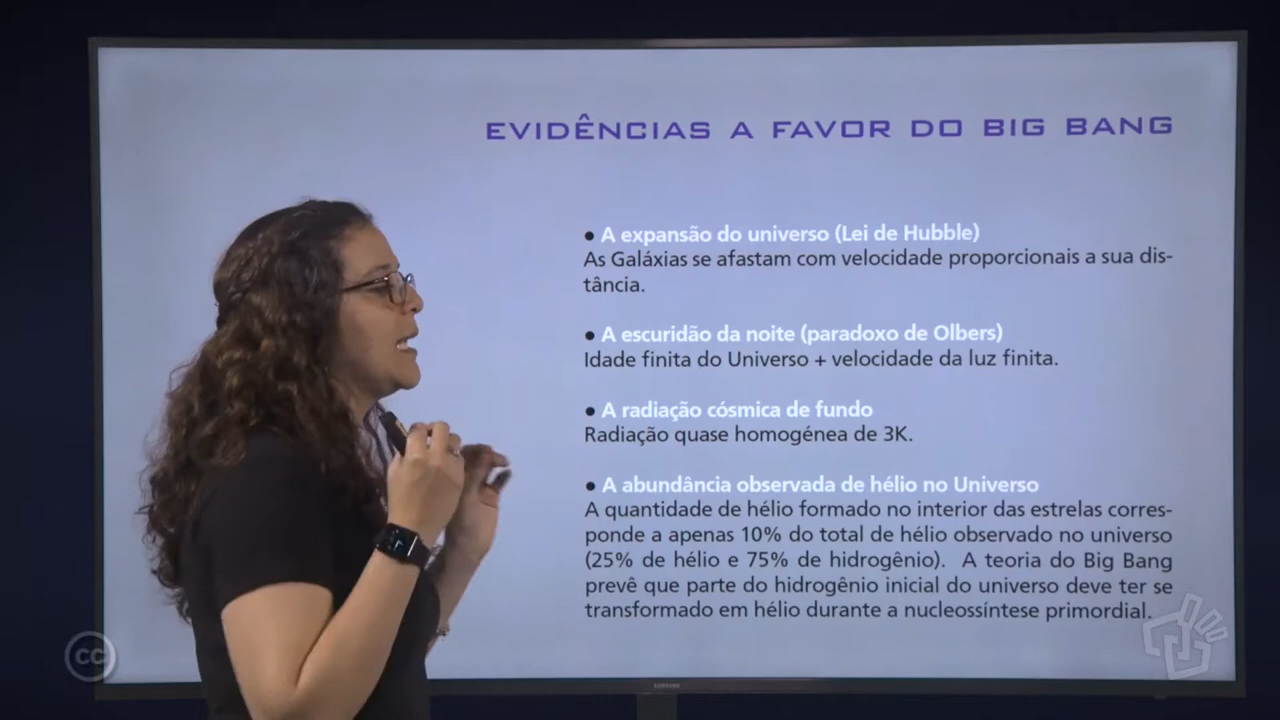 EVIDÊNCIAS A FAVOR DO BIG BANG
• A expansão do universo (Lei de Hubble)
As Galáxias se afastam com velocidade proporcionais a sua dis-
tância.
• A escuridão da noite (paradoxo de Olbers)
Idade finita do Universo + velocidade da luz finita.
• A radiação cósmica de fundo
Radiação quase homogénea de 3K.
• A abundância observada de hélio no Universo
A quantidade de hélio formado no interior das estrelas corres-
ponde a apenas 10% do total de hélio observado no universo
(25% de hélio e 75% de hidrogênio). A teoria do Big Bang
prevê que parte do hidrogênio inicial do universo deve ter se
transformado em hélio durante a nucleossíntese primordial.
cc
SAMSUNG